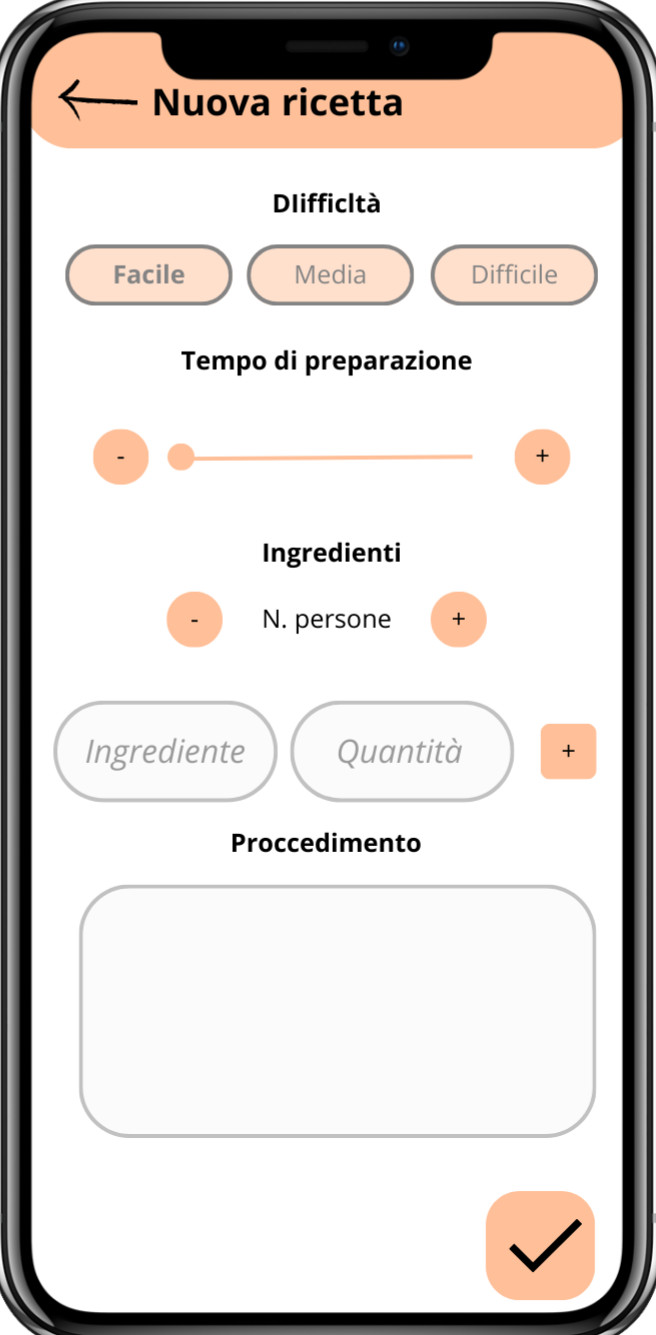 Nuova ricetta
DIifficltà
Facile Media Difficile
Tempo di preparazione
- +
Ingredienti
- N. persone +
Ingrediente Quantità +
Proccedimento